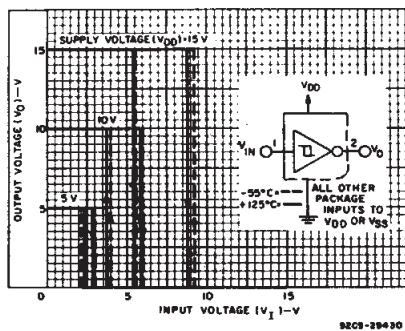 SUPPLY VOLTAGE (VDD)=15 V
10 V
5 V
OUTPUT VOLTAGE (VO)—V
15
10
5
0
VDD
VIN
1
2
VO
-55°C
+125°C
ALL OTHER
PACKAGE
INPUTS TO
VDD OR VSS
0
5
10
15
INPUT VOLTAGE (VI)—V
92CS-29430